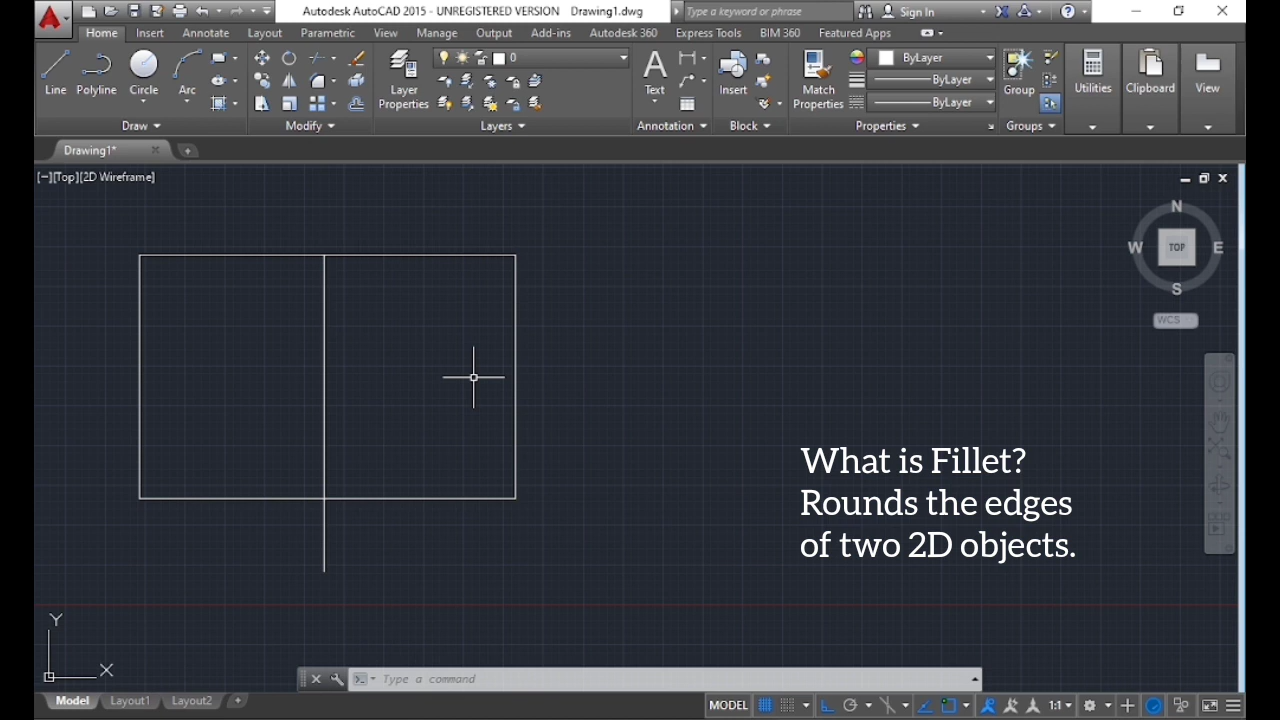 Autodesk AutoCAD 2015 - UNREGISTERED VERSION Drawing1.dwg
Type a keyword or phrase
Sign In
Home Insert Annotate Layout Parametric View Manage Output Add-ins Autodesk 360 Express Tools BIM 360 Featured Apps
0
ByLayer
ByLayer
ByLayer
Line Polyline Circle Arc
Layer Properties
Text
Insert
Match Properties
Group
Utilities Clipboard View
Draw Modify Layers Annotation Block Properties Groups
Drawing1*
[−][Top][2D Wireframe]
N
W TOP E
S
WCS
What is Fillet?
Rounds the edges
of two 2D objects.
Y
X
Type a command
Model Layout1 Layout2
MODEL 1:1